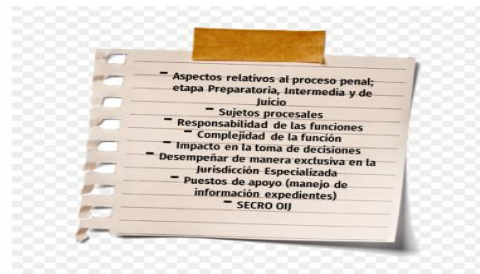 - Aspectos relativos al proceso penal;
etapa Preparatoria, Intermedia y de
Juicio
- Sujetos procesales
- Responsabilidad de las funciones
- Complejidad de la función
- Impacto en la toma de decisiones
- Desempeñar de manera exclusiva en la
Jurisdicción Especializada
- Puestos de apoyo (manejo de
información expedientes)
- SECRO OIJ